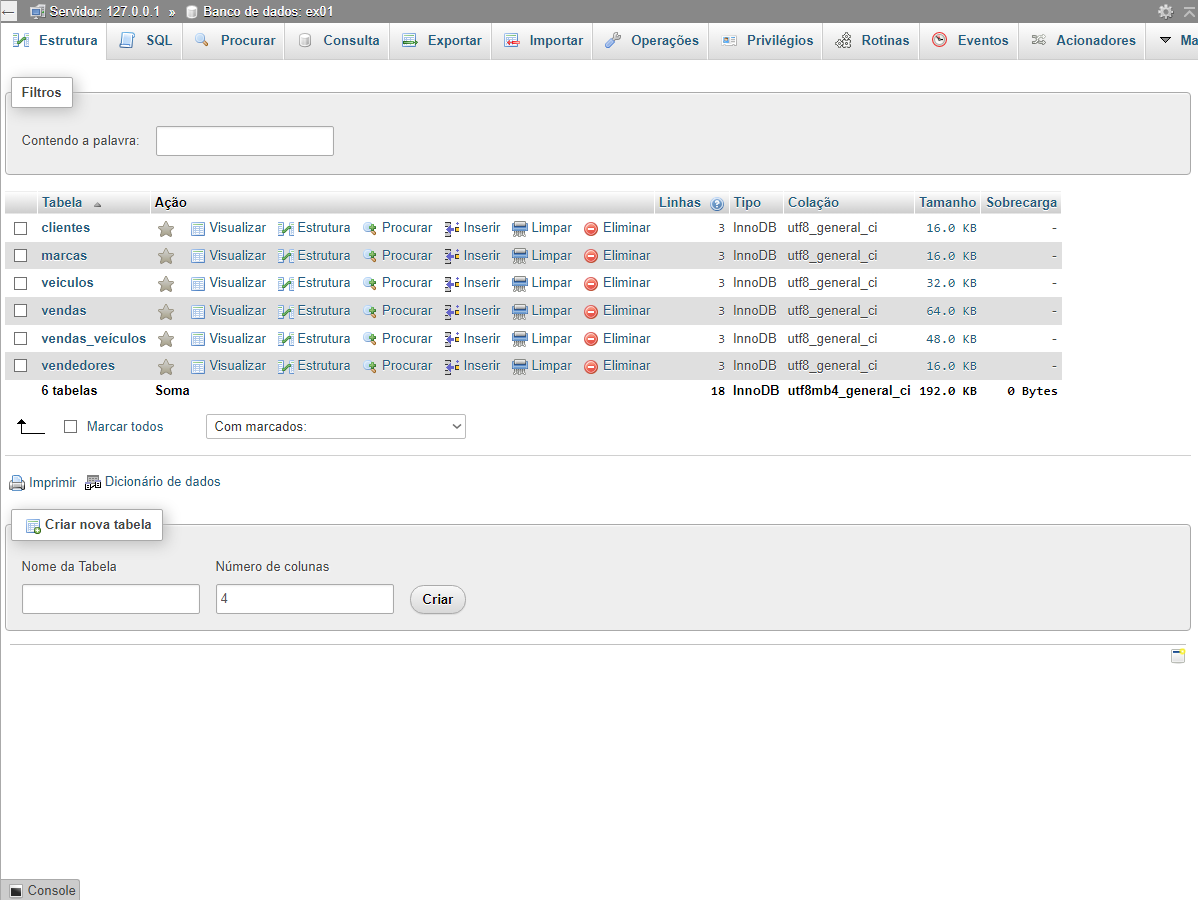 Servidor: 127.0.0.1 » Banco de dados: ex01
Estrutura SQL Procurar Consulta Exportar Importar Operações Privilégios Rotinas Eventos Acionadores Ma
Filtros
Contendo a palavra:
Tabela Ação Linhas Tipo Colação Tamanho Sobrecarga
clientes Visualizar Estrutura Procurar Inserir Limpar Eliminar 3 InnoDB utf8_general_ci 16.0 KB -
marcas Visualizar Estrutura Procurar Inserir Limpar Eliminar 3 InnoDB utf8_general_ci 16.0 KB -
veiculos Visualizar Estrutura Procurar Inserir Limpar Eliminar 3 InnoDB utf8_general_ci 32.0 KB -
vendas Visualizar Estrutura Procurar Inserir Limpar Eliminar 3 InnoDB utf8_general_ci 64.0 KB -
vendas_veículos Visualizar Estrutura Procurar Inserir Limpar Eliminar 3 InnoDB utf8_general_ci 48.0 KB -
vendedores Visualizar Estrutura Procurar Inserir Limpar Eliminar 3 InnoDB utf8_general_ci 16.0 KB -
6 tabelas Soma 18 InnoDB utf8mb4_general_ci 192.0 KB 0 Bytes
Marcar todos Com marcados:
Imprimir Dicionário de dados
Criar nova tabela
Nome da Tabela Número de colunas
4 Criar
Console